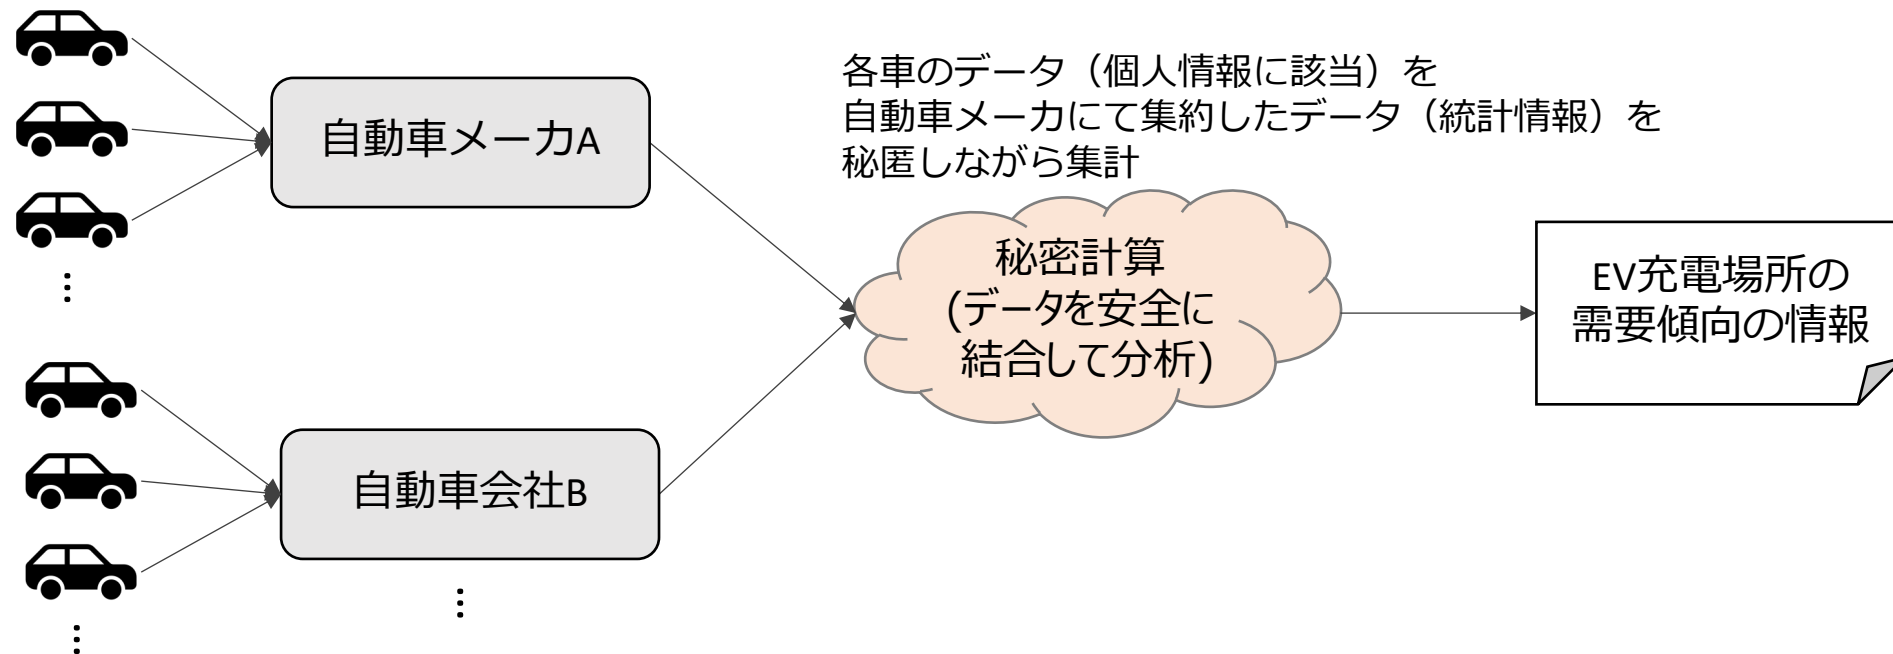 各車のデータ（個人情報に該当）を
自動車メーカにて集約したデータ（統計情報）を
秘匿しながら集計
自動車メーカA
秘密計算
(データを安全に
結合して分析)
EV充電場所の
需要傾向の情報
自動車会社B